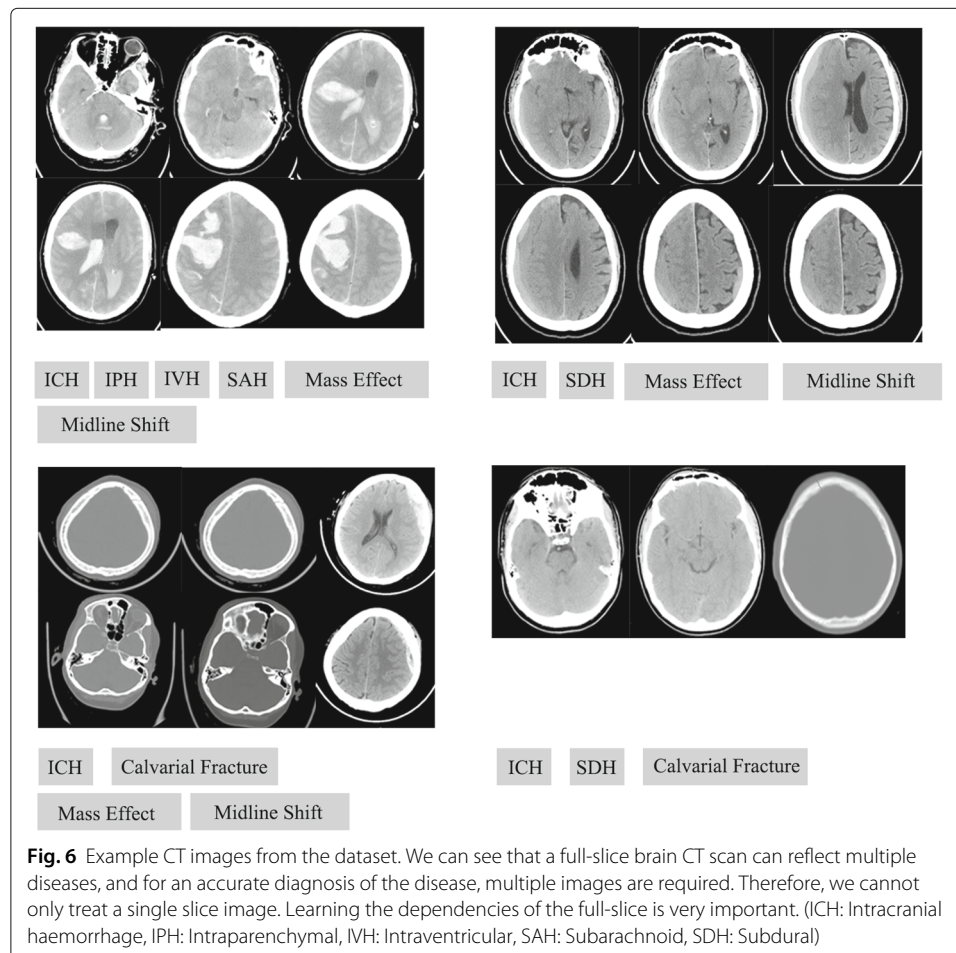 ICH IPH IVH SAH Mass Effect
Midline Shift
ICH SDH Mass Effect Midline Shift
ICH Calvarial Fracture
Mass Effect Midline Shift
ICH SDH Calvarial Fracture
Fig. 6 Example CT images from the dataset. We can see that a full-slice brain CT scan can reflect multiple
diseases, and for an accurate diagnosis of the disease, multiple images are required. Therefore, we cannot
only treat a single slice image. Learning the dependencies of the full-slice is very important. (ICH: Intracranial
haemorrhage, IPH: Intraparenchymal, IVH: Intraventricular, SAH: Subarachnoid, SDH: Subdural)